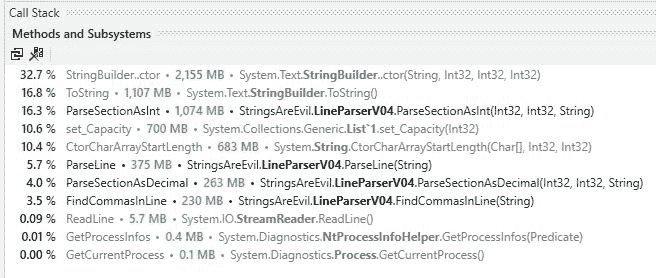 Call Stack
Methods and Subsystems
32.7 % StringBuilder..ctor • 2,155 MB • System.Text.StringBuilder..ctor(String, Int32, Int32, Int32)
16.8 % ToString • 1,107 MB • System.Text.StringBuilder.ToString()
16.3 % ParseSectionAsInt • 1,074 MB • StringsAreEvil.LineParserV04.ParseSectionAsInt(Int32, Int32, String)
10.6 % set_Capacity • 700 MB • System.Collections.Generic.List`1.set_Capacity(Int32)
10.4 % CtorCharArrayStartLength • 683 MB • System.String.CtorCharArrayStartLength(Char[], Int32, Int32)
5.7 % ParseLine • 375 MB • StringsAreEvil.LineParserV04.ParseLine(String)
4.0 % ParseSectionAsDecimal • 263 MB • StringsAreEvil.LineParserV04.ParseSectionAsDecimal(Int32, Int32, String)
3.5 % FindCommasInLine • 230 MB • StringsAreEvil.LineParserV04.FindCommasInLine(String)
0.09 % ReadLine • 5.7 MB • System.IO.StreamReader.ReadLine()
0.01 % GetProcessInfos • 0.4 MB • System.Diagnostics.NtProcessInfoHelper.GetProcessInfos(Predicate)
0.00 % GetCurrentProcess • 0.1 MB • System.Diagnostics.Process.GetCurrentProcess()